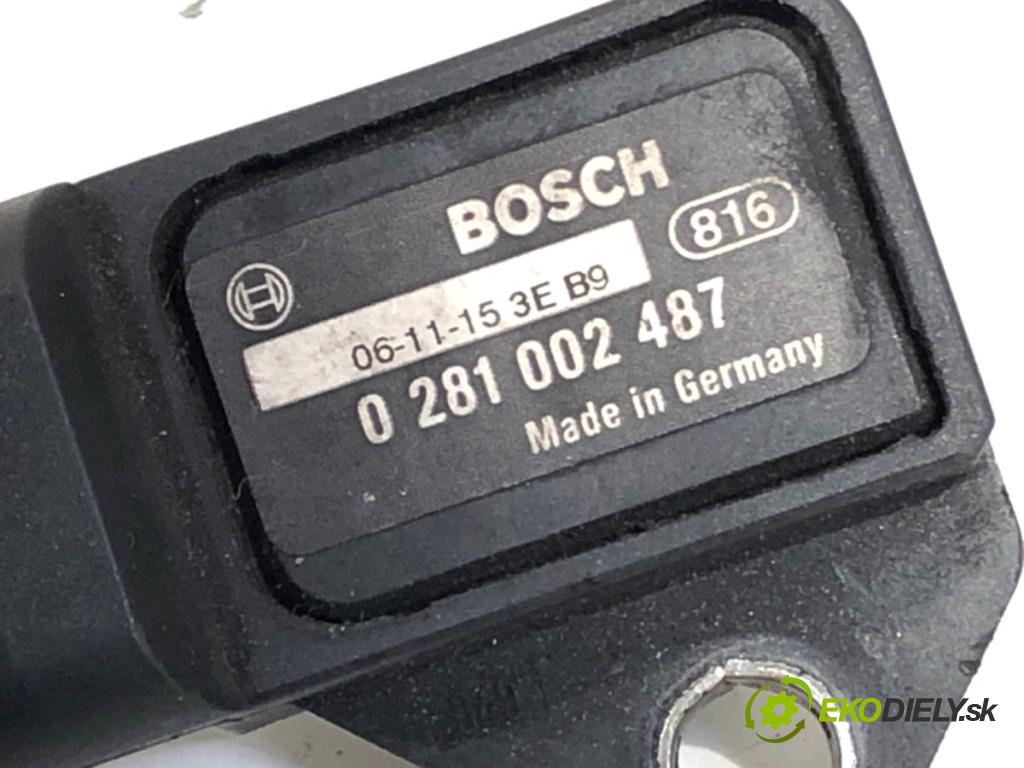 BOSCH
816
06-11-15 3E B9
0 281 002 487
Made in Germany
EKODIELY.sk